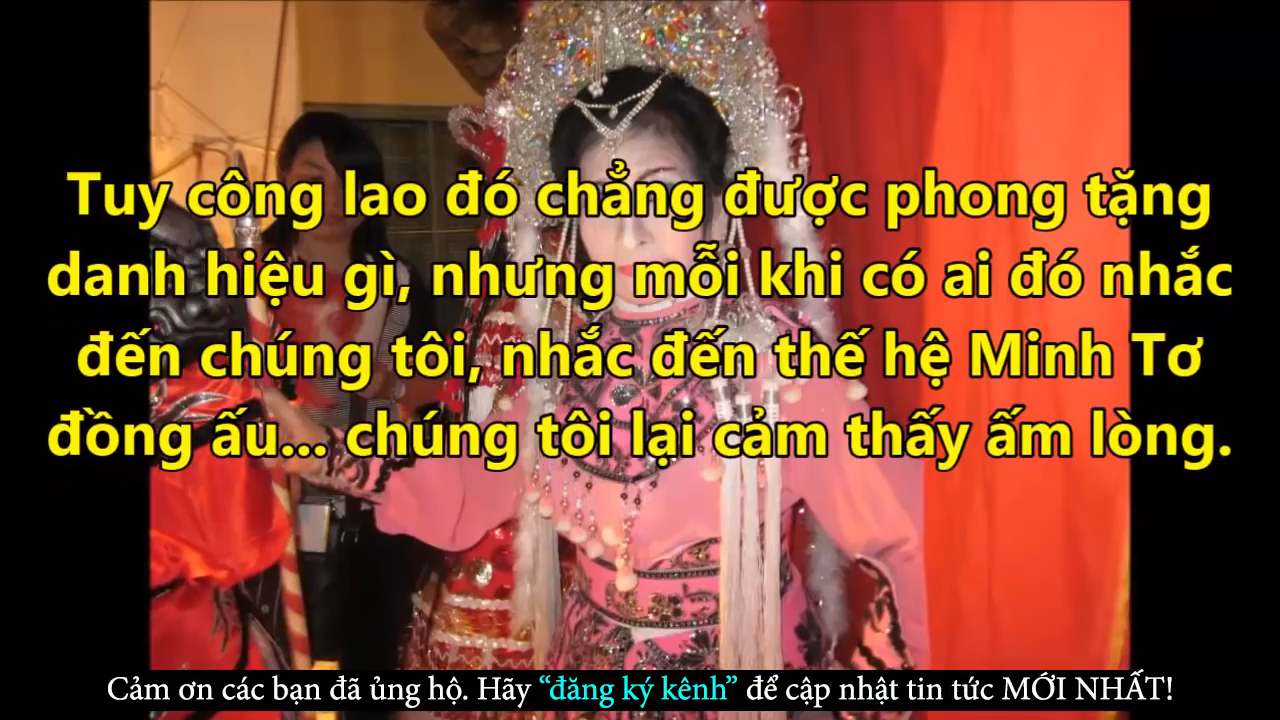 Tuy công lao đó chẳng được phong tặng
danh hiệu gì, nhưng mỗi khi có ai đó nhắc
đến chúng tôi, nhắc đến thế hệ Minh Tơ
đồng ấu... chúng tôi lại cảm thấy ấm lòng.
Cảm ơn các bạn đã ủng hộ. Hãy “đăng ký kênh” để cập nhật tin tức MỚI NHẤT!